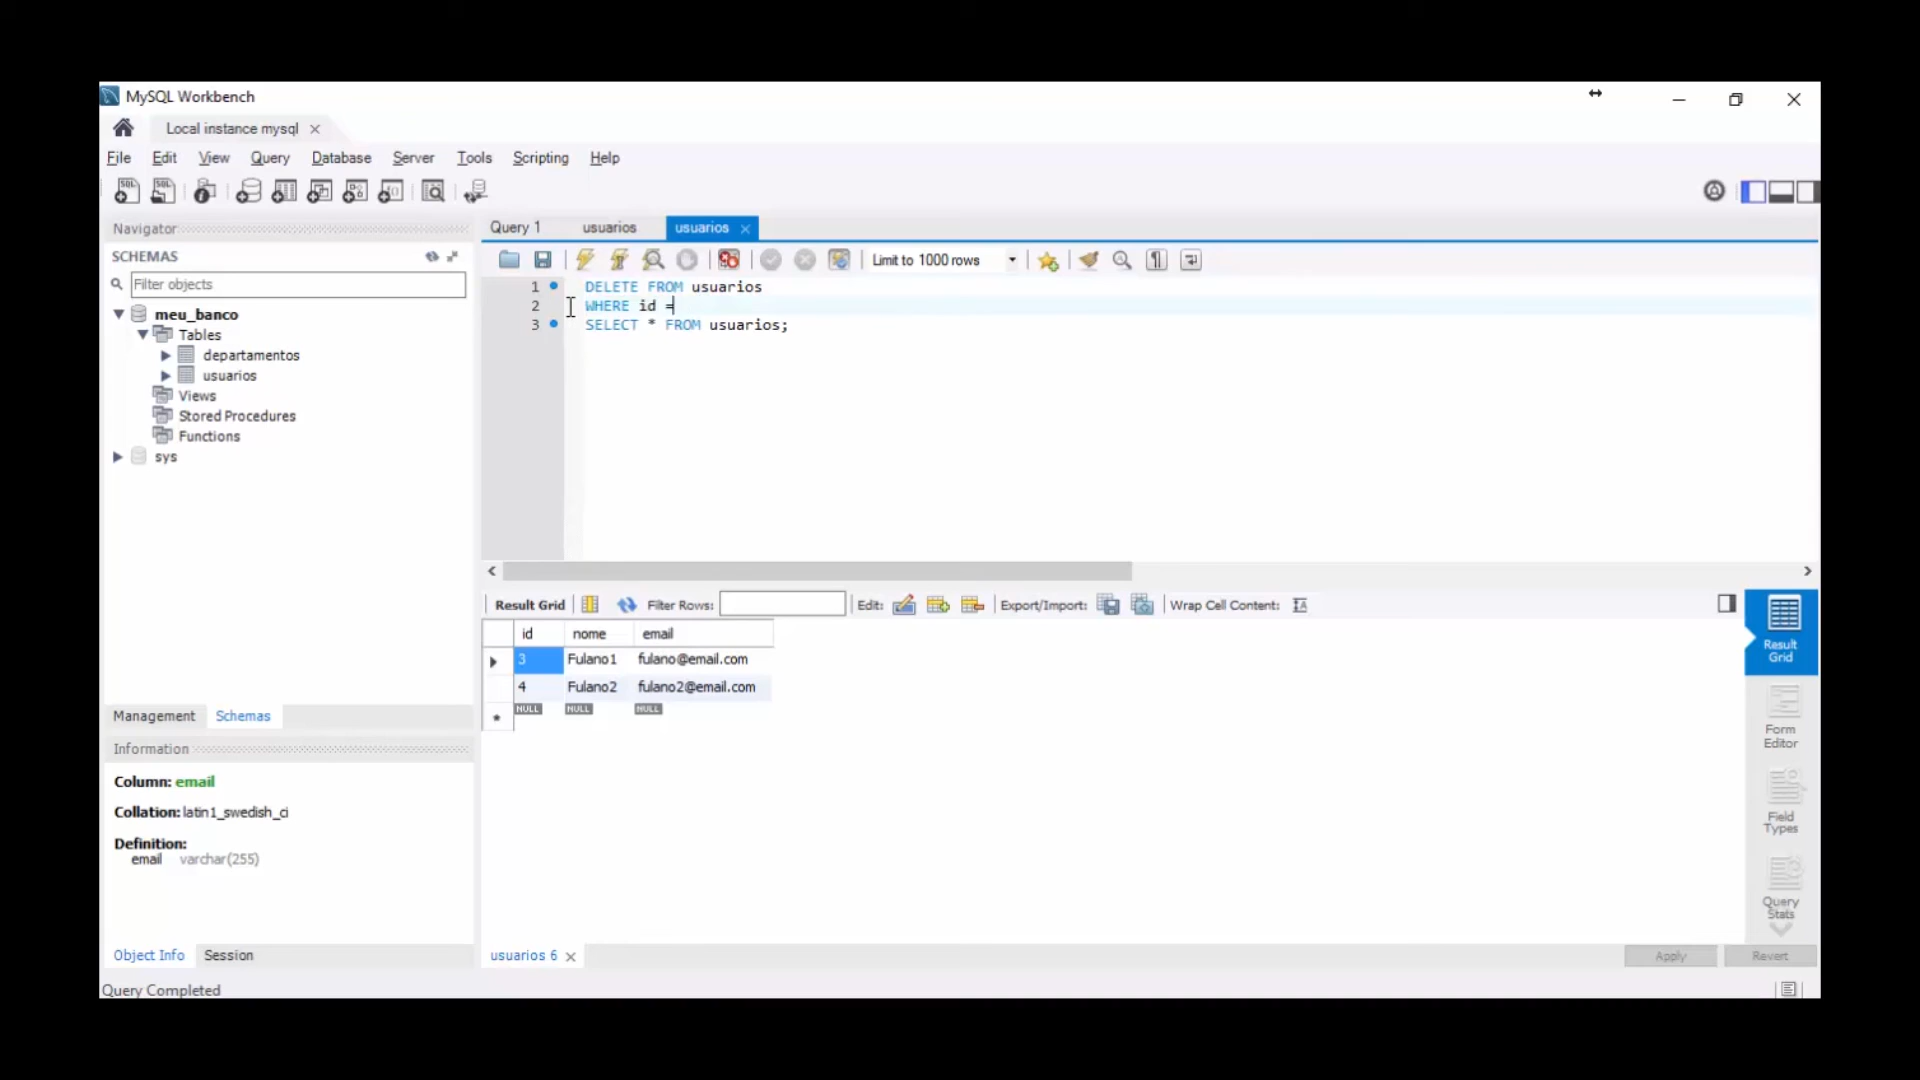 MySQL Workbench
Local instance mysql
File Edit View Query Database Server Tools Scripting Help
Navigator
SCHEMAS
Filter objects
meu_banco
Tables
departamentos
usuarios
Views
Stored Procedures
Functions
sys
Management Schemas
Information
Column: email
Collation: latin1_swedish_ci
Definition:
email varchar(255)
Object Info Session
Query Completed
Query 1 usuarios usuarios
Limit to 1000 rows
1 DELETE FROM usuarios
2 WHERE id =
3 SELECT * FROM usuarios;
Result Grid Filter Rows: Edit: Export/Import: Wrap Cell Content:
id nome email
3 Fulano1 fulano@email.com
4 Fulano2 fulano2@email.com
NULL NULL NULL
Result
Grid
Form
Editor
Field
Types
Query
Stats
usuarios 6
Apply Revert